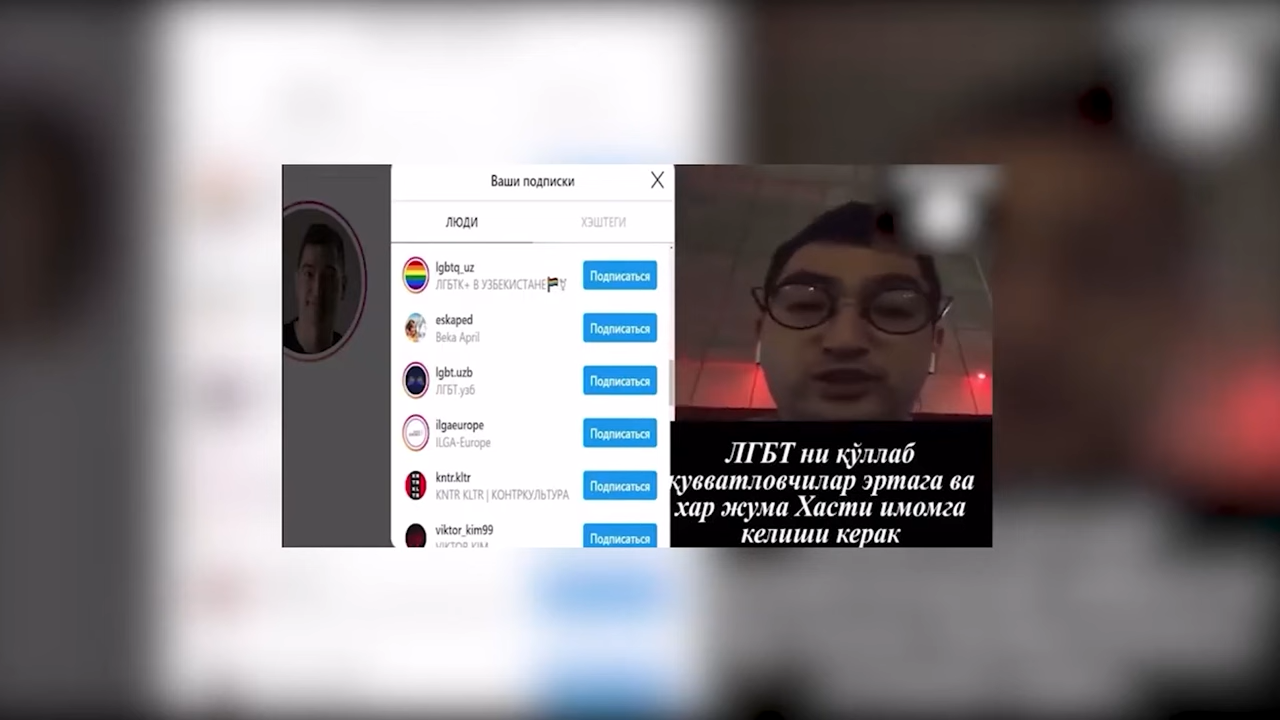 Ваши подписки
ЛЮДИ
ХЭШТЕГИ
lgbtq_uz
ЛГБТК+ В УЗБЕКИСТАНЕ
Подписаться
eskaped
Beka April
Подписаться
lgbt.uzb
ЛГБТ.узб
Подписаться
ilgaeurope
ILGA-Europe
Подписаться
kntr.kltr
KNTR KLTR | КОНТРКУЛЬТУРА
Подписаться
viktor_kim99
VIKTOR KIM
Подписаться
ЛГБТ ни қўллаб
қувватловчилар эртага ва
хар жума Хасти имомга
келиши керак